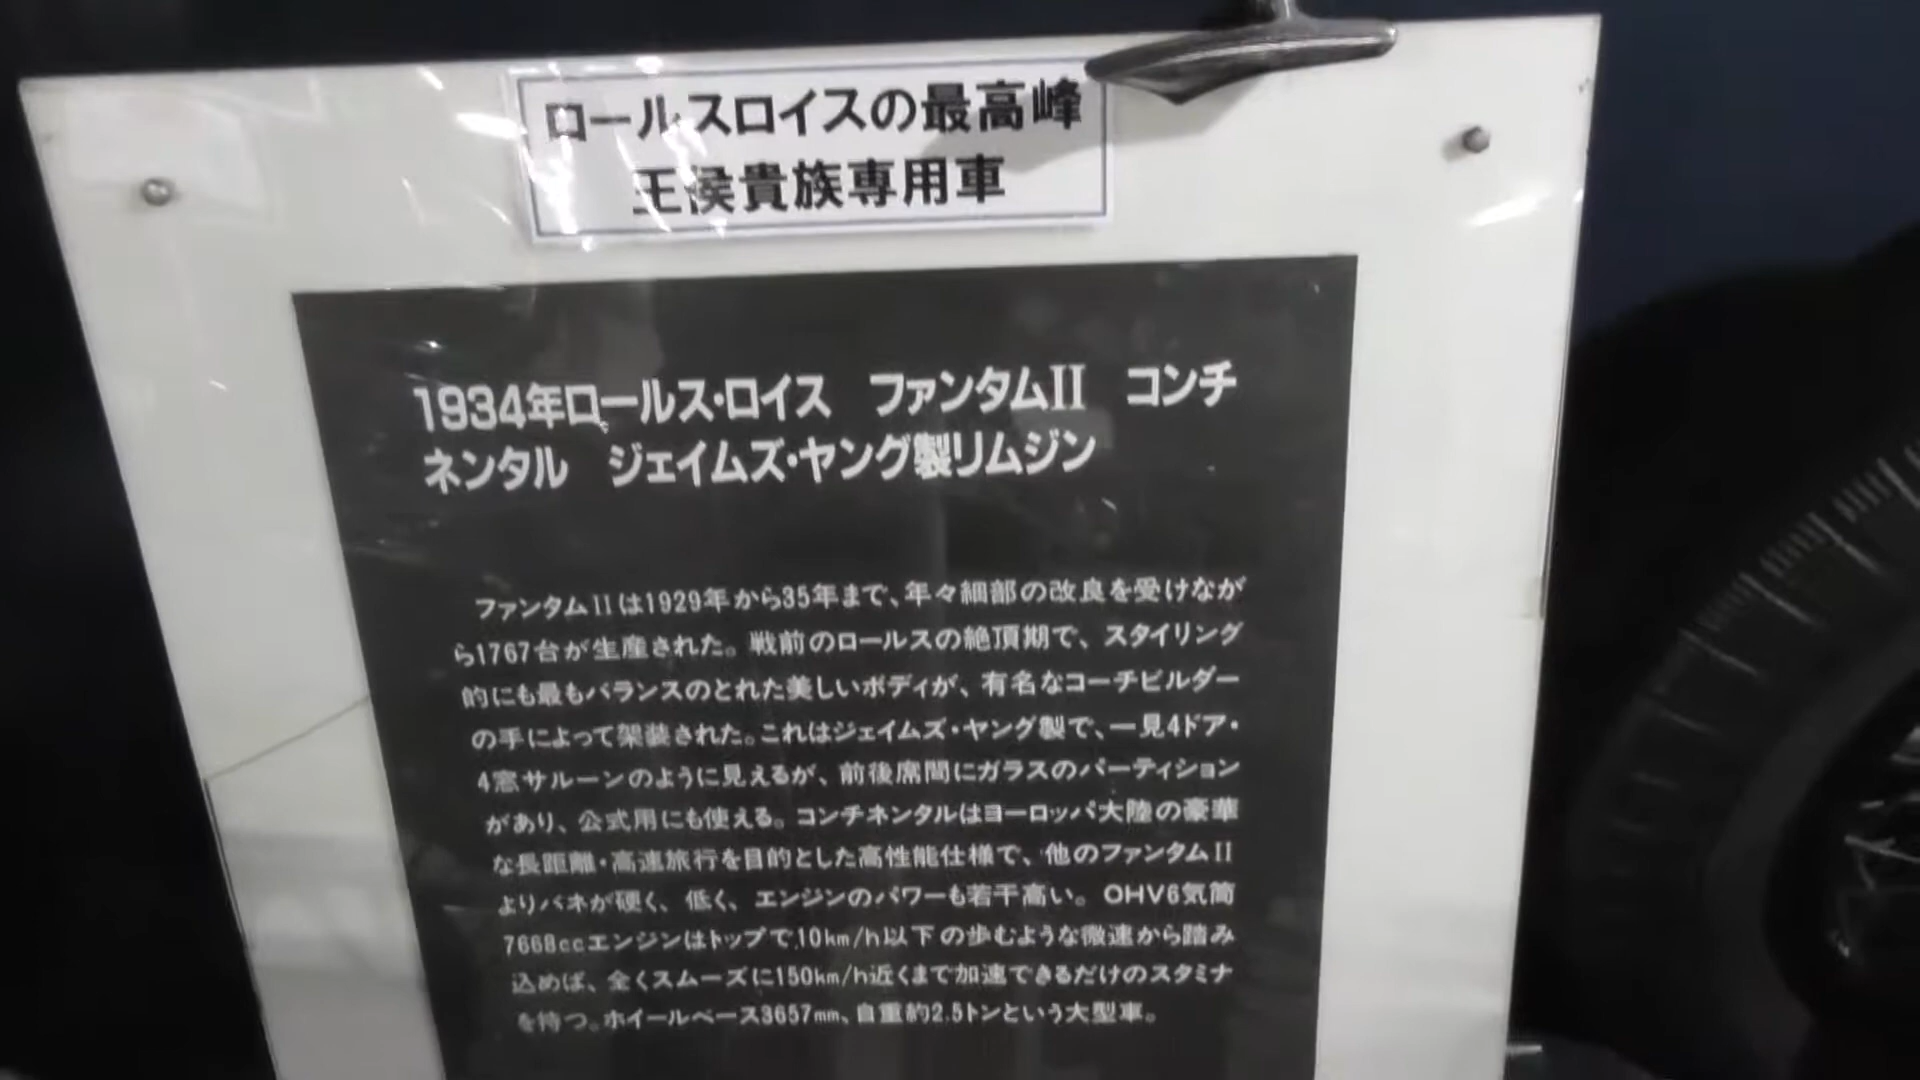 ロールスロイスの最高峰
王侯貴族専用車
1934年ロールス・ロイス　ファンタムII　コンチ
ネンタル　ジェイムズ・ヤング製リムジン
ファンタムIIは1929年から35年まで、年々細部の改良を受けなが
ら1767台が生産された。戦前のロールスの絶頂期で、スタイリング
的にも最もバランスのとれた美しいボディが、有名なコーチビルダー
の手によって架装された。これはジェイムズ・ヤング製で、一見4ドア・
4窓サルーンのように見えるが、前後席間にガラスのパーティション
があり、公式用にも使える。コンチネンタルはヨーロッパ大陸の豪華
な長距離・高速旅行を目的とした高性能仕様で、他のファンタムII
よりバネが硬く、低く、エンジンのパワーも若干高い。OHV6気筒
7668ccエンジンはトップで10km/h以下の歩むような微速から踏み
込めば、全くスムーズに150km/h近くまで加速できるだけのスタミナ
を持つ。ホイールベース3657mm、自重約2.5トンという大型車。